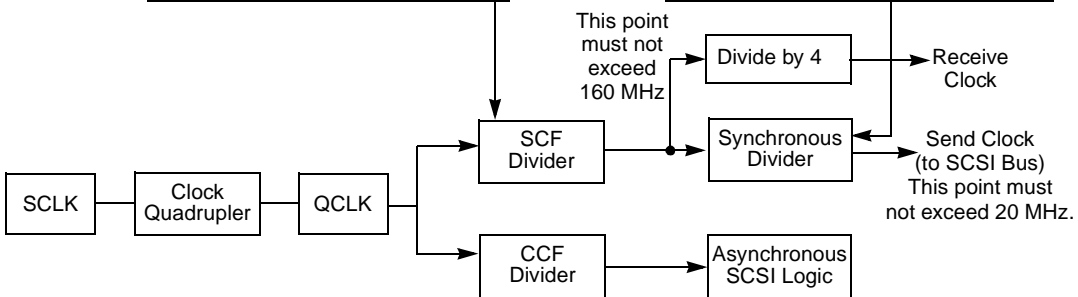 This point
must not
exceed
160 MHz
Divide by 4
Receive
Clock
SCF
Divider
Synchronous
Divider
Send Clock
(to SCSI Bus)
This point must
not exceed 20 MHz.
SCLK
Clock
Quadrupler
QCLK
CCF
Divider
Asynchronous
SCSI Logic